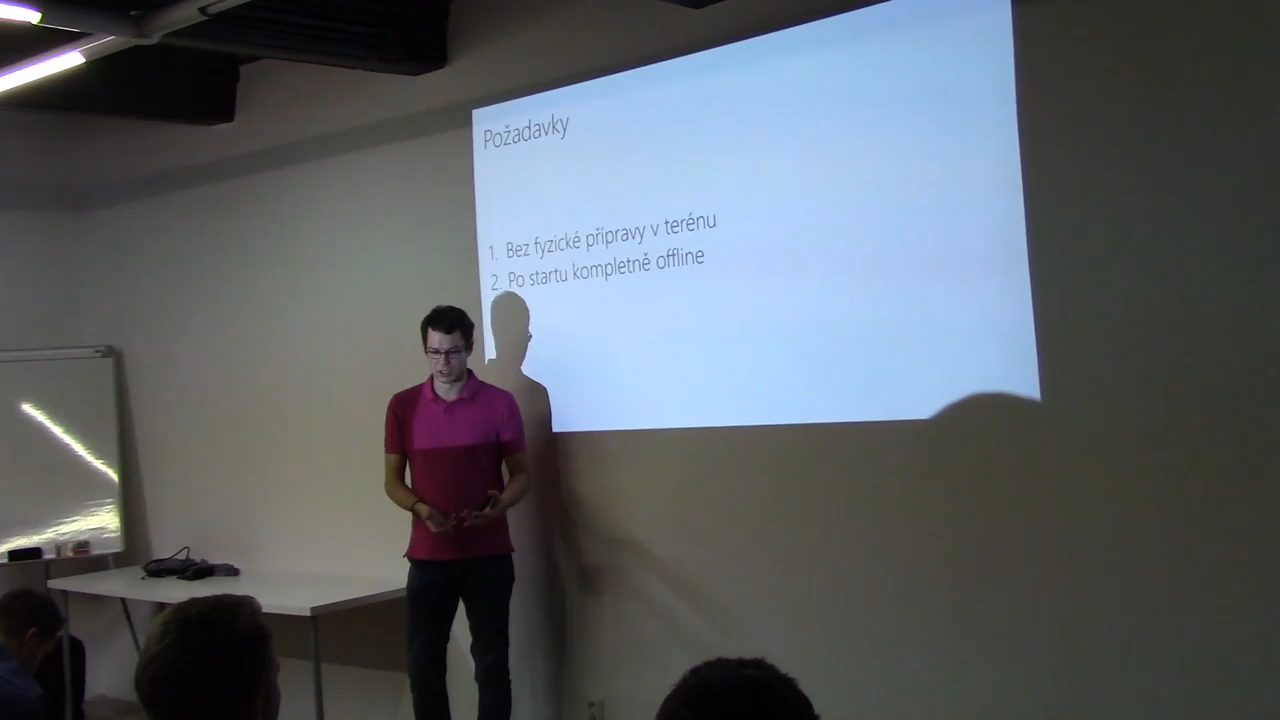 Požadavky
1. Bez fyzické přípravy v terénu
2. Po startu kompletně offline